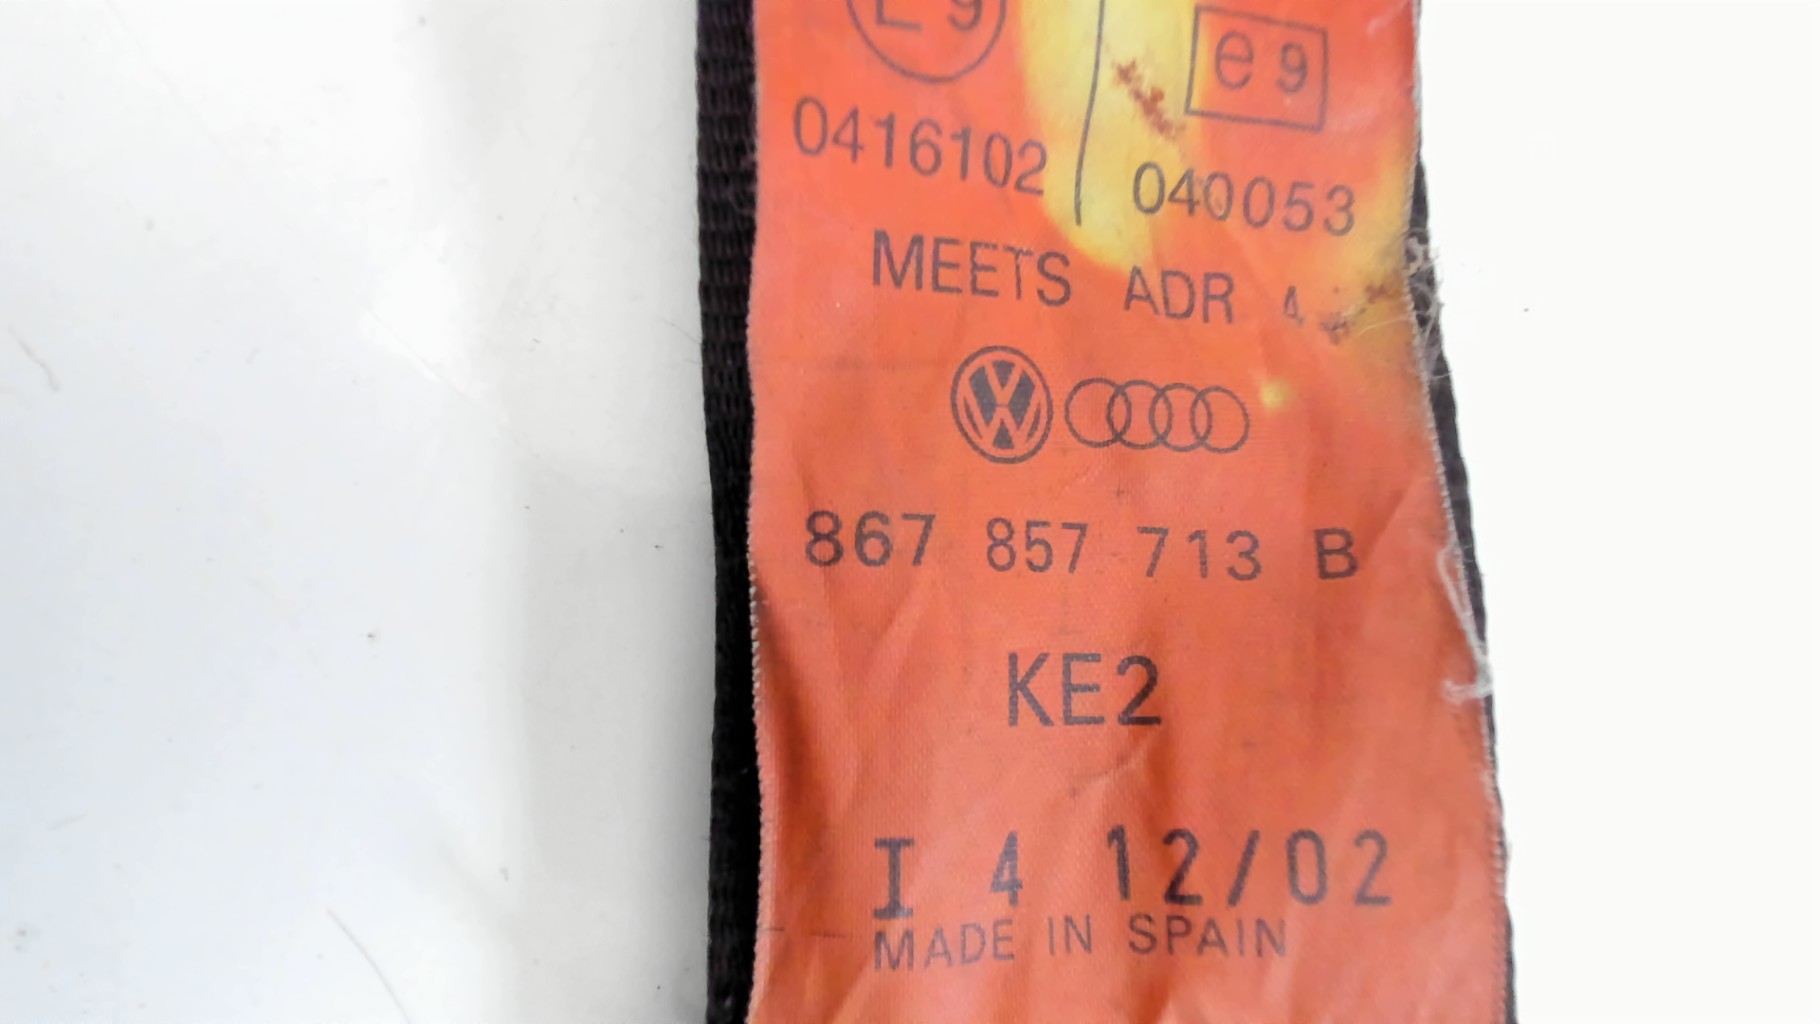 E9 e9
0416102 040053
MEETS ADR 4
867 857 713 B
KE2
I 4 12/02
MADE IN SPAIN